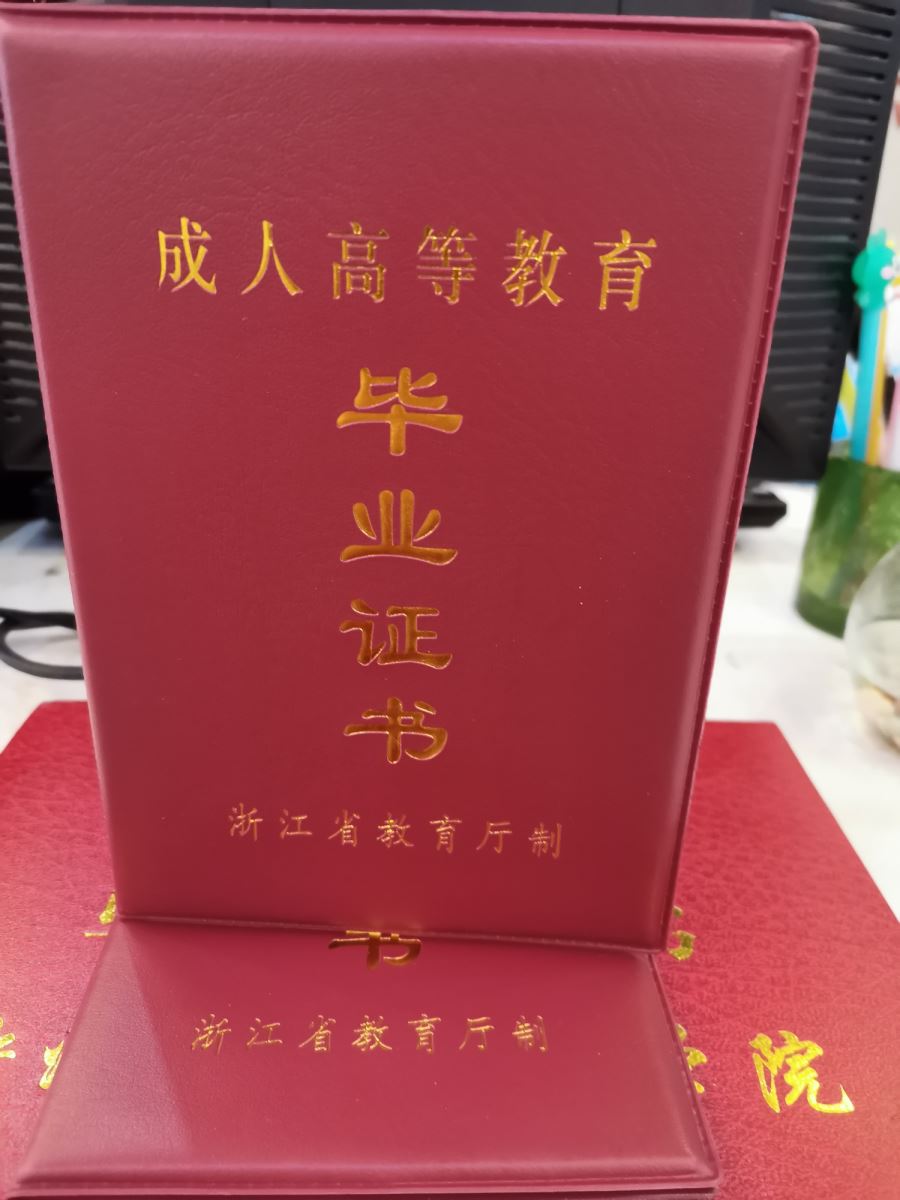 成人高等教育
毕业证书
浙江省教育厅制
书
浙江省教育厅制
院